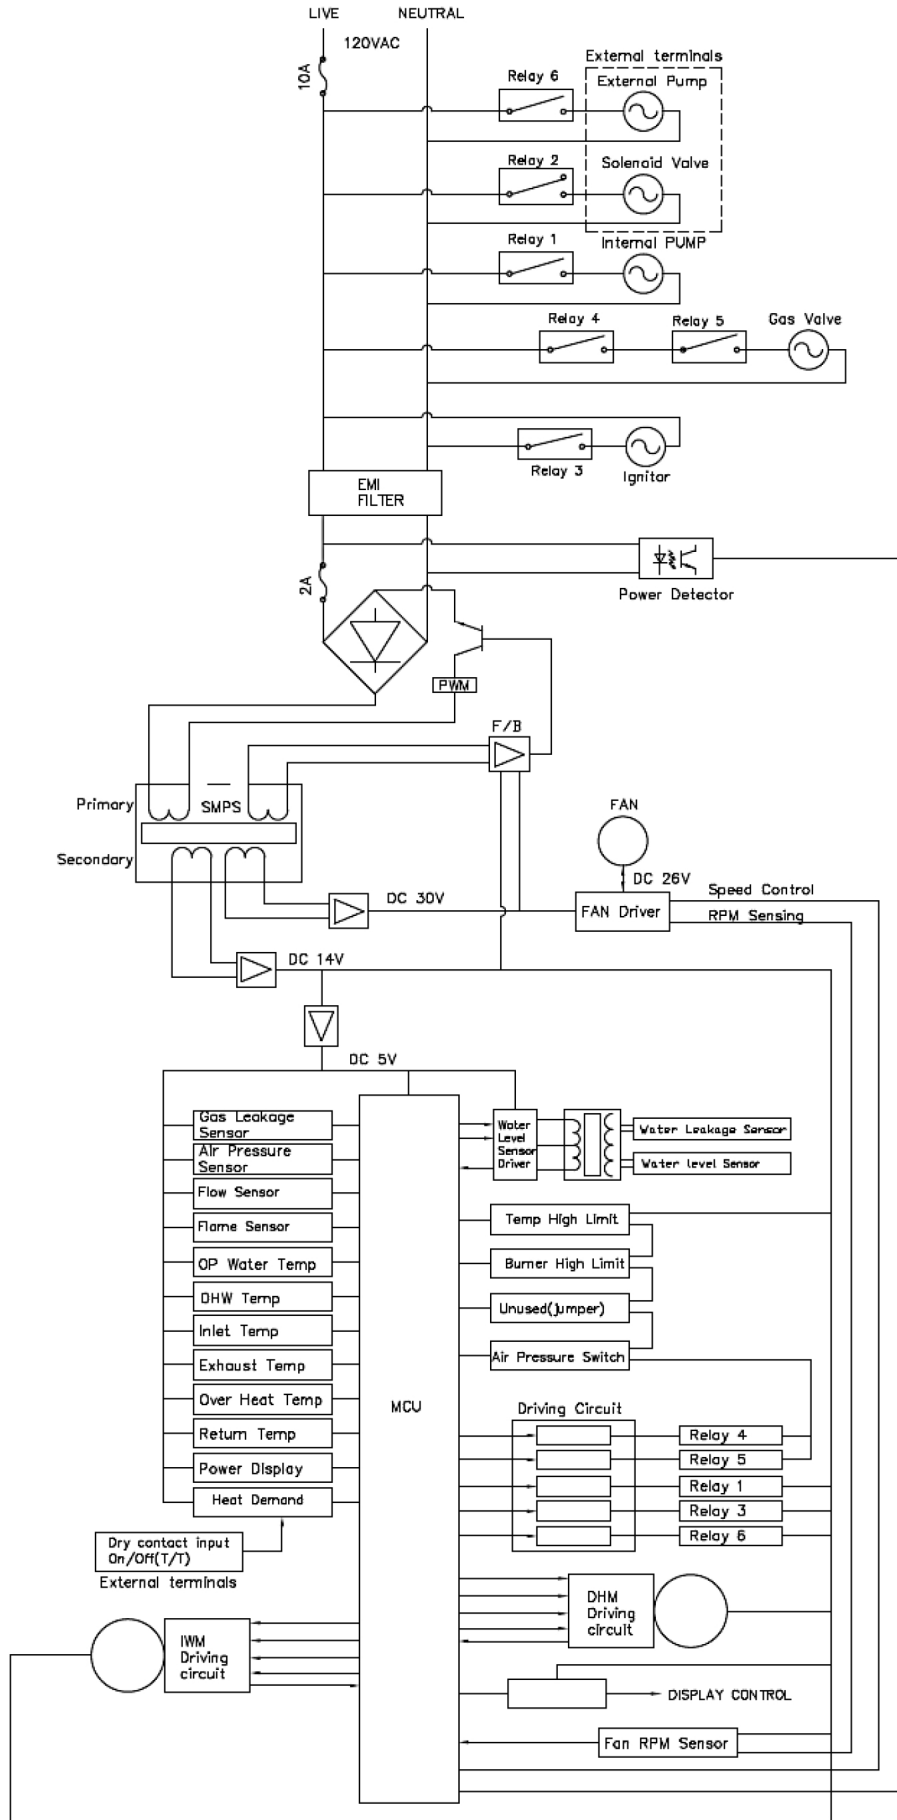 LIVE
NEUTRAL
120VAC
10A
External terminals
Relay 6
External Pump
Relay 2
Solenoid Valve
Relay 1
Internal PUMP
Relay 4
Relay 5
Gas Valve
Relay 3
Ignitor
EMI
FILTER
2A
Power Detector
PWM
F/B
Primary
SMPS
Secondary
FAN
DC 26V
DC 30V
FAN Driver
Speed Control
RPM Sensing
DC 14V
DC 5V
Gas Leakage
Sensor
Air Pressure
Sensor
Flow Sensor
Flame Sensor
OP Water Temp
DHW Temp
Inlet Temp
Exhaust Temp
Over Heat Temp
Return Temp
Power Display
Heat Demand
Dry contact input
On/Off(T/T)
External terminals
MCU
Water
Level
Sensor
Driver
Water Leakage Sensor
Water level Sensor
Temp High Limit
Burner High Limit
Unused(jumper)
Air Pressure Switch
Driving Circuit
Relay 4
Relay 5
Relay 1
Relay 3
Relay 6
DHM
Driving
circuit
IWM
Driving
circuit
DISPLAY CONTROL
Fan RPM Sensor